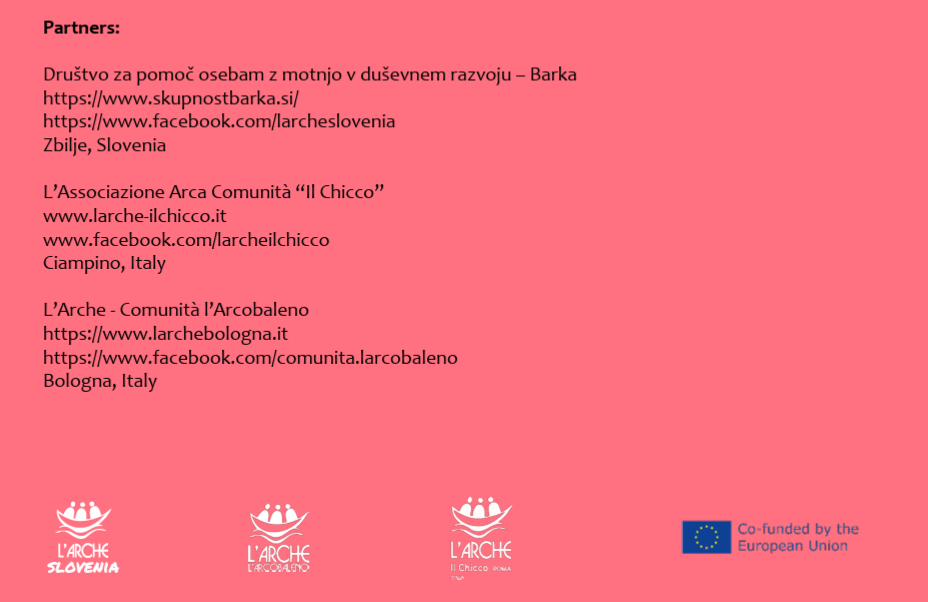 Partners:
Društvo za pomoč osebam z motnjo v duševnem razvoju – Barka
https://www.skupnostbarka.si/
https://www.facebook.com/larcheslovenia
Zbilje, Slovenia
L’Associazione Arca Comunità “Il Chicco”
www.larche-ilchicco.it
www.facebook.com/larcheilchicco
Ciampino, Italy
L’Arche - Comunità l’Arcobaleno
https://www.larchebologna.it
https://www.facebook.com/comunita.larcobaleno
Bologna, Italy
L'ARCHE
SLOVENIA
L'ARCHE
L'ARCOBALENO
L'ARCHE
Il Chicco ROMA
Co-funded by the
European Union